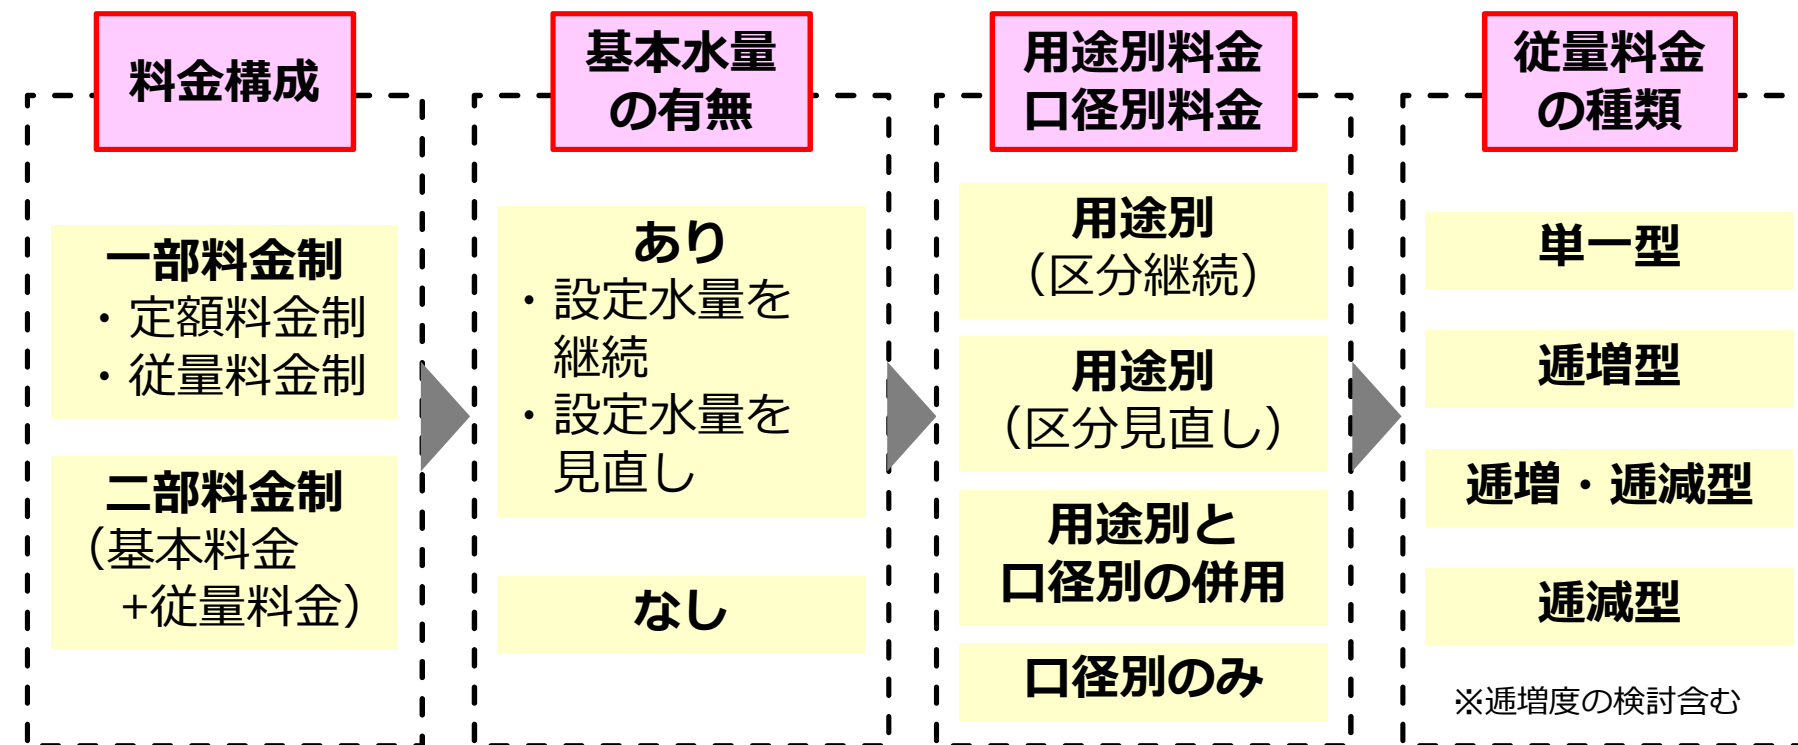 料金構成
一部料金制
・定額料金制
・従量料金制
二部料金制
（基本料金
+従量料金）
基本水量
の有無
あり
・設定水量を
継続
・設定水量を
見直し
なし
用途別料金
口径別料金
用途別
（区分継続）
用途別
（区分見直し）
用途別と
口径別の併用
口径別のみ
従量料金
の種類
単一型
逓増型
逓増・逓減型
逓減型
※逓増度の検討含む